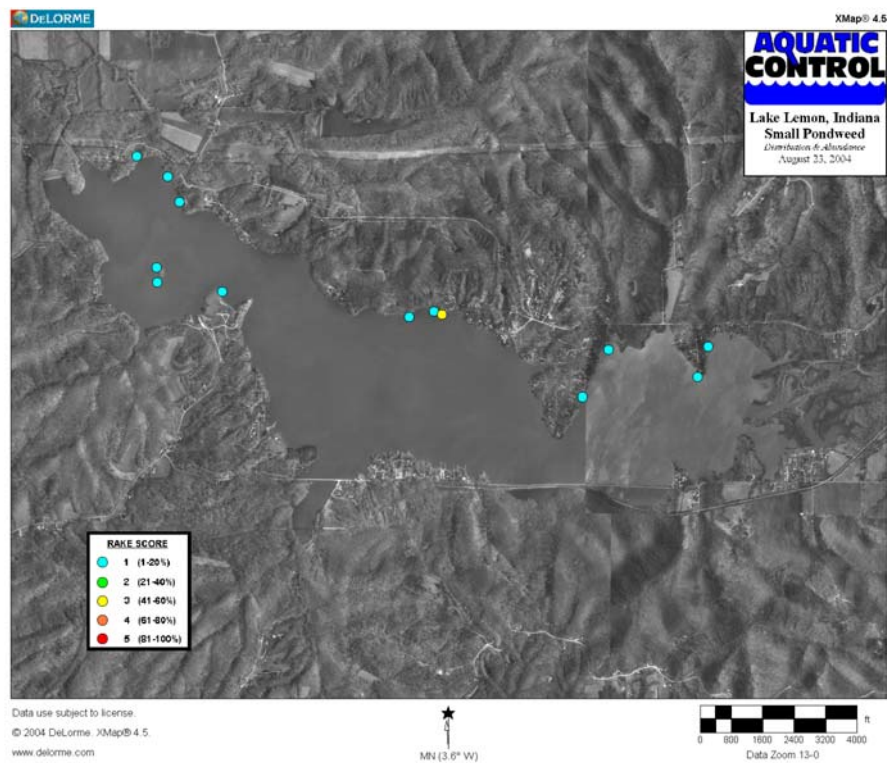 DELORME
XMap® 4.5
AQUATIC
CONTROL
Lake Lemon, Indiana
Small Pondweed
Distribution & Abundance
August 23, 2004
RAKE SCORE
1 (1-20%)
2 (21-40%)
3 (41-60%)
4 (61-80%)
5 (81-100%)
Data use subject to license.
© 2004 DeLorme. XMap® 4.5.
www.delorme.com
N
MN (3.6° W)
ft
0 800 1600 2400 3200 4000
Data Zoom 13-0